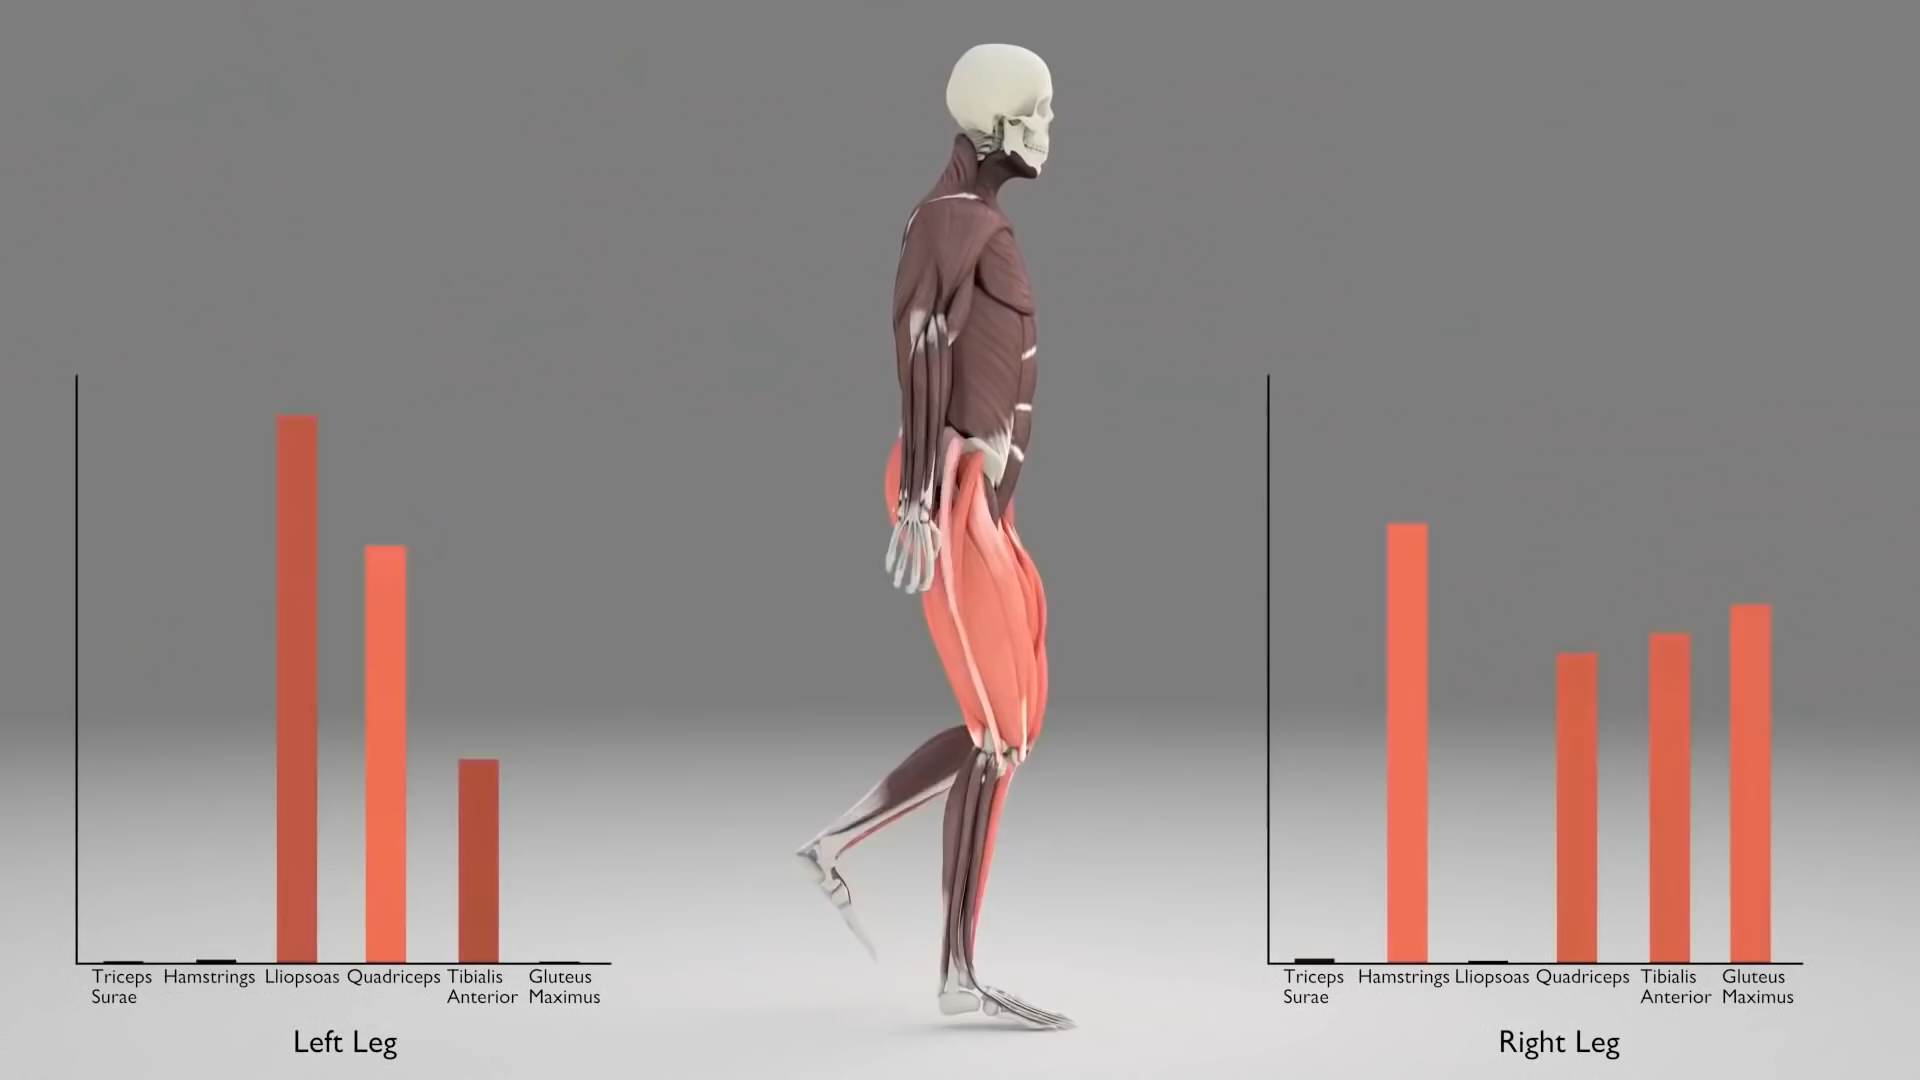 Triceps Surae
Hamstrings
Lliopsoas
Quadriceps
Tibialis Anterior
Gluteus Maximus
Left Leg
Triceps Surae
Hamstrings
Lliopsoas
Quadriceps
Tibialis Anterior
Gluteus Maximus
Right Leg